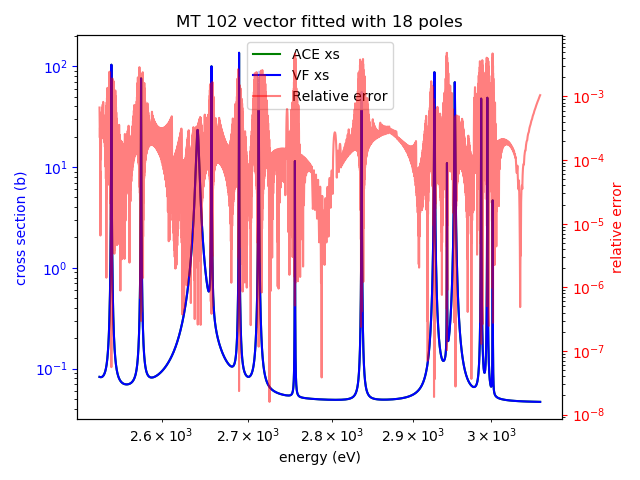 MT 102 vector fitted with 18 poles
ACE xs
VF xs
Relative error
cross section (b)
10²
10¹
10⁰
10⁻¹
10⁻³
10⁻⁴
10⁻⁵
10⁻⁶
10⁻⁷
10⁻⁸
relative error
2.6 × 10³ 2.7 × 10³ 2.8 × 10³ 2.9 × 10³ 3 × 10³
energy (eV)